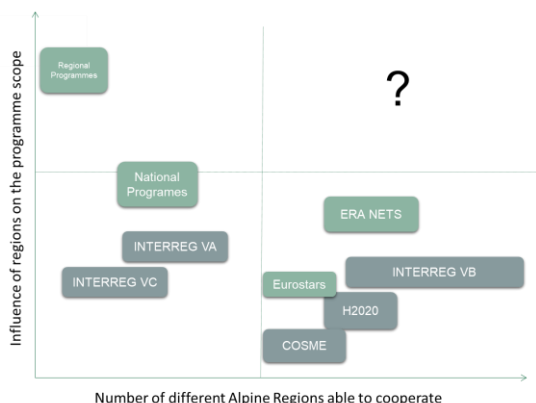 Influence of regions on the programme scope
Regional
Programmes
?
National
Programes
ERA NETS
INTERREG VA
INTERREG VC
Eurostars
INTERREG VB
H2020
COSME
Number of different Alpine Regions able to cooperate